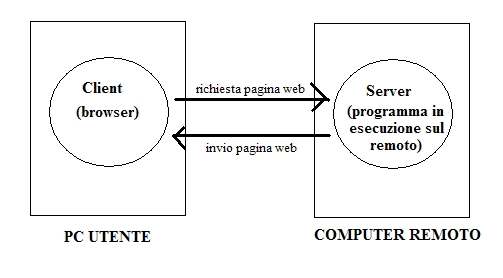 Client
(browser)
richiesta pagina web
invio pagina web
Server
(programma in
esecuzione sul
remoto)
PC UTENTE
COMPUTER REMOTO